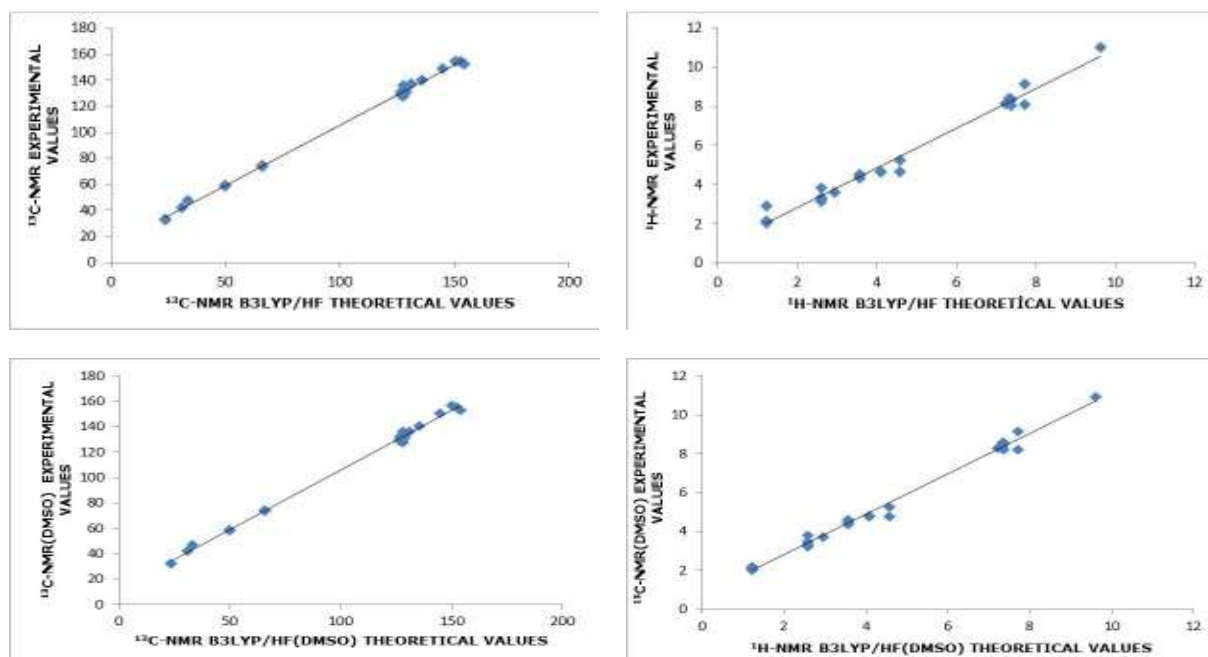 ¹³C-NMR EXPERIMENTAL
VALUES
180
160
140
120
100
80
60
40
20
0
0 50 100 150 200
¹³C-NMR B3LYP/HF THEORETICAL VALUES
¹H-NMR EXPERIMENTAL
VALUES
12
10
8
6
4
2
0
0 2 4 6 8 10 12
¹H-NMR B3LYP/HF THEORETİCAL VALUES
¹³C-NMR(DMSO) EXPERIMENTAL
VALUES
180
160
140
120
100
80
60
40
20
0
0 50 100 150 200
¹³C-NMR B3LYP/HF(DMSO) THEORETICAL VALUES
¹³C-NMR(DMSO) EXPERIMENTAL
VALUES
12
10
8
6
4
2
0
0 2 4 6 8 10 12
¹H-NMR B3LYP/HF(DMSO) THEORETICAL VALUES